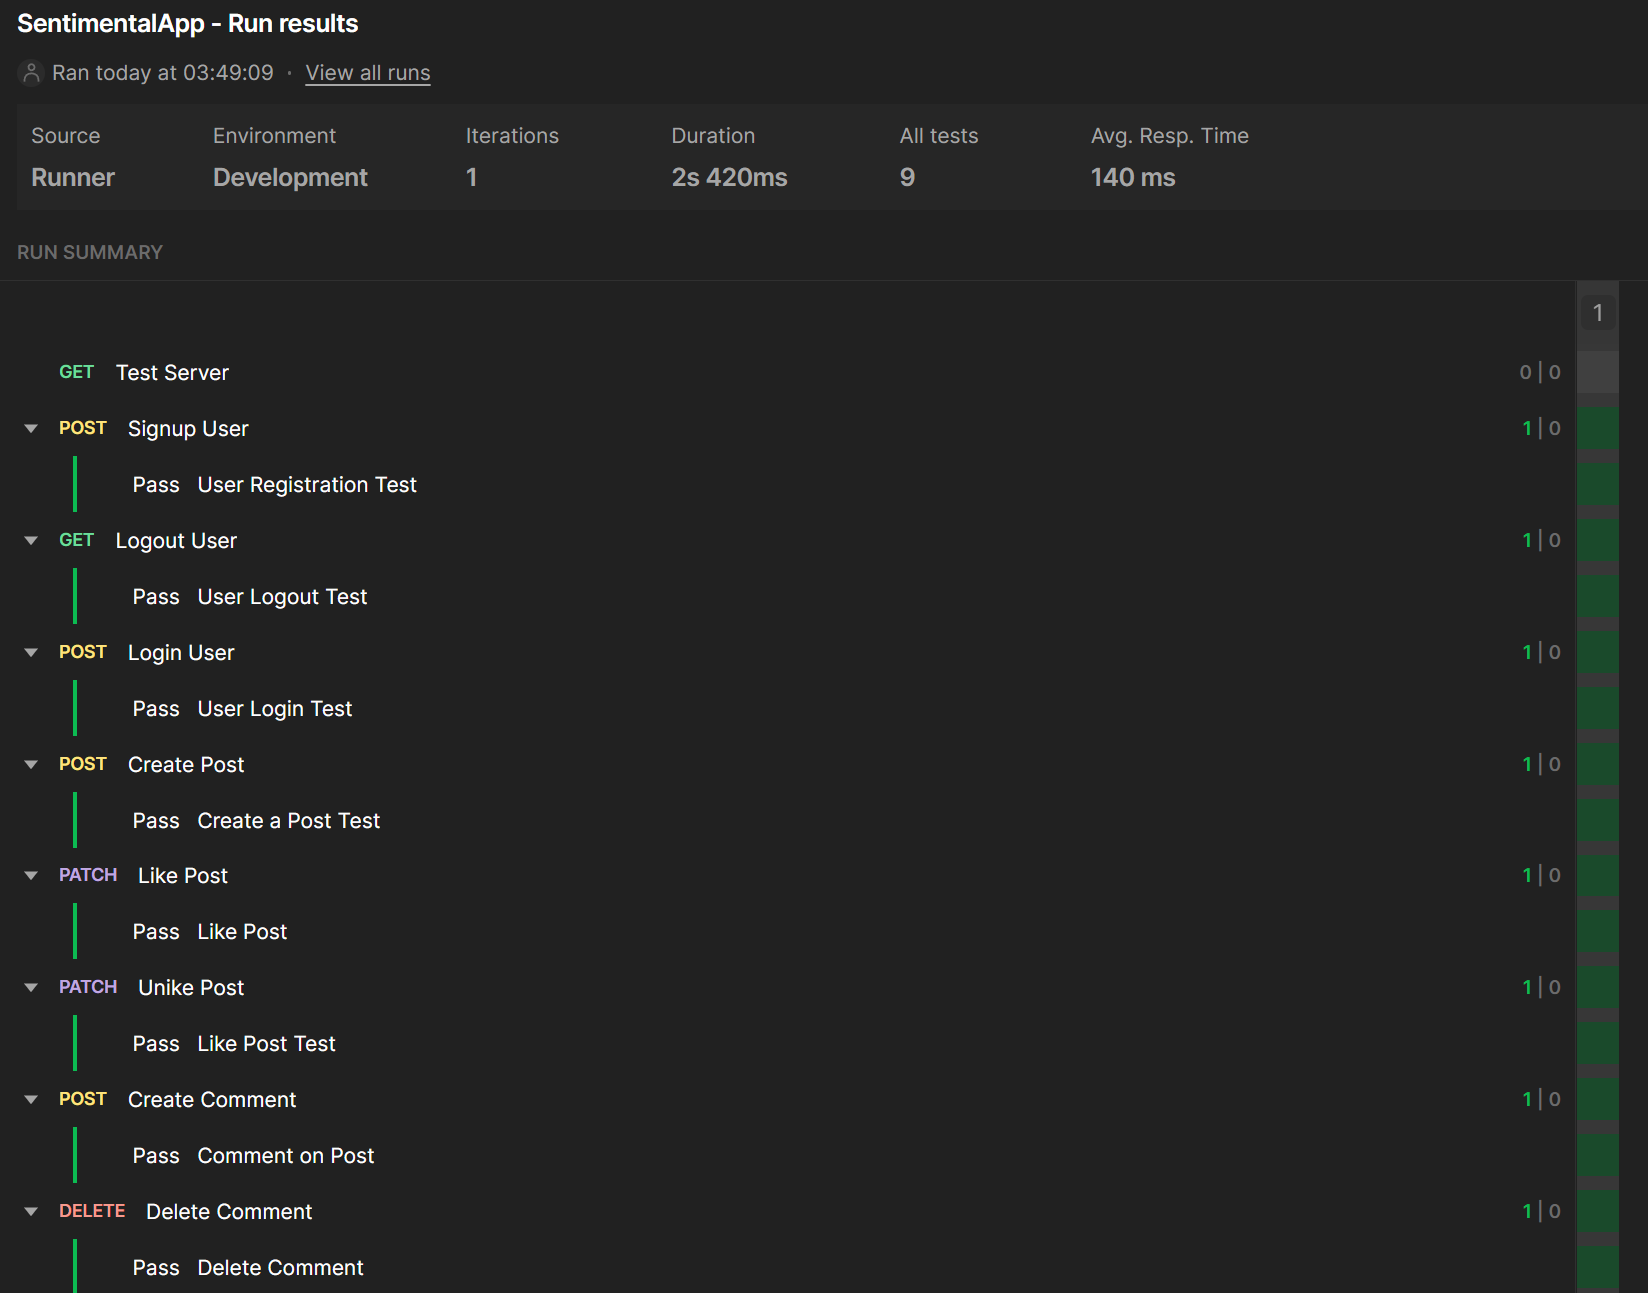 SentimentalApp - Run results
Ran today at 03:49:09 · View all runs
Source Environment Iterations Duration All tests Avg. Resp. Time
Runner Development 1 2s 420ms 9 140 ms
RUN SUMMARY
1
GET Test Server 0 | 0
POST Signup User 1 | 0
Pass User Registration Test
GET Logout User 1 | 0
Pass User Logout Test
POST Login User 1 | 0
Pass User Login Test
POST Create Post 1 | 0
Pass Create a Post Test
PATCH Like Post 1 | 0
Pass Like Post
PATCH Unike Post 1 | 0
Pass Like Post Test
POST Create Comment 1 | 0
Pass Comment on Post
DELETE Delete Comment 1 | 0
Pass Delete Comment